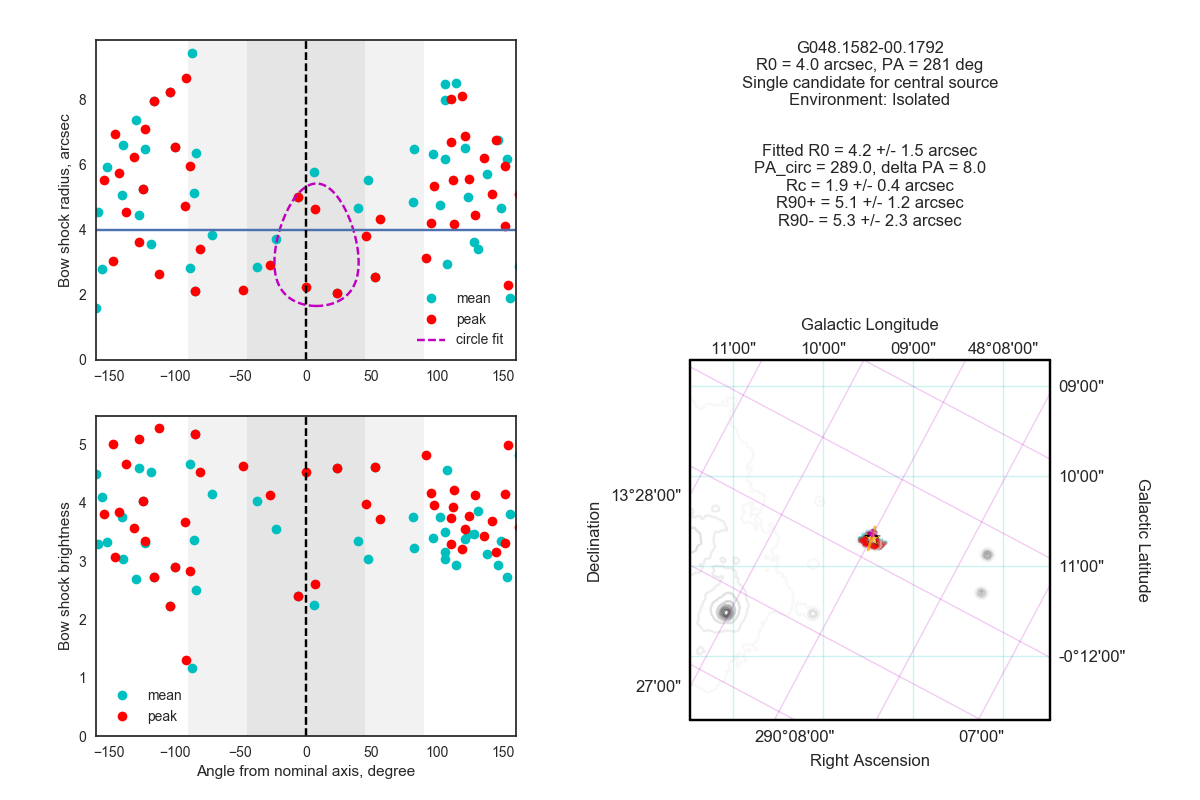 Bow shock radius, arcsec
8
6
4
2
0
−150
−100
−50
0
50
100
150
mean
peak
circle fit
Bow shock brightness
5
4
3
2
1
0
mean
peak
−150
−100
−50
0
50
100
150
Angle from nominal axis, degree
G048.1582-00.1792
R0 = 4.0 arcsec, PA = 281 deg
Single candidate for central source
Environment: Isolated
Fitted R0 = 4.2 +/- 1.5 arcsec
PA_circ = 289.0, delta PA = 8.0
Rc = 1.9 +/- 0.4 arcsec
R90+ = 5.1 +/- 1.2 arcsec
R90- = 5.3 +/- 2.3 arcsec
Galactic Longitude
11'00"
10'00"
09'00"
48°08'00"
09'00"
10'00"
11'00"
-0°12'00"
Galactic Latitude
13°28'00"
27'00"
Declination
290°08'00"
07'00"
Right Ascension